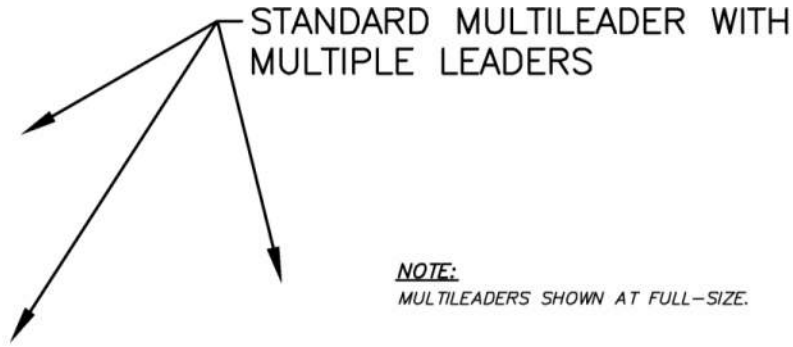 STANDARD MULTILEADER WITH
MULTIPLE LEADERS
NOTE:
MULTILEADERS SHOWN AT FULL-SIZE.